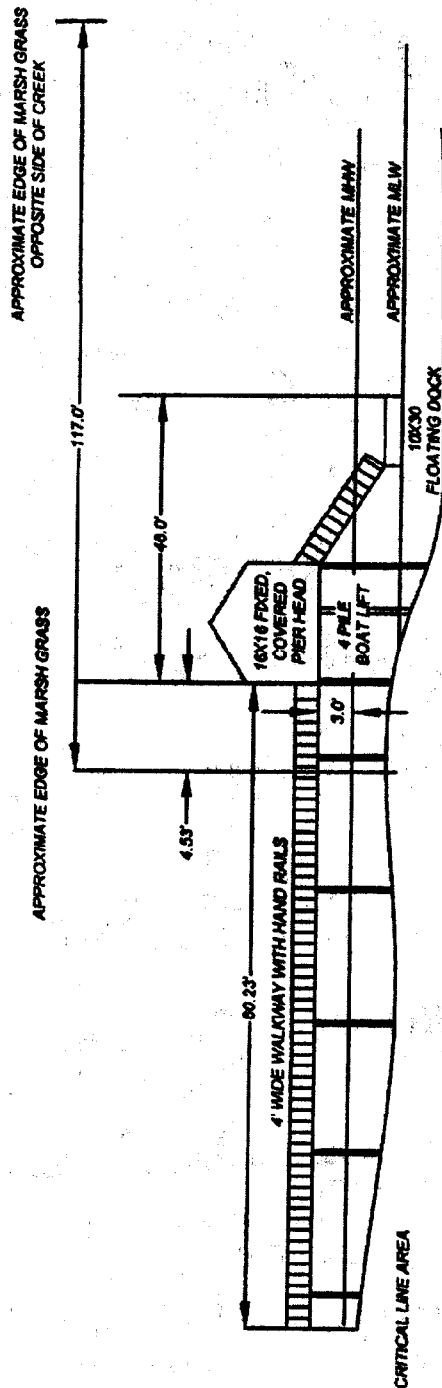 APPROXIMATE EDGE OF MARSH GRASS
OPPOSITE SIDE OF CREEK
117.0'
APPROXIMATE EDGE OF MARSH GRASS
48.0'
4.53'
16X16 FIXED,
COVERED
PIER HEAD
4 PILE
BOAT LIFT
3.0'
APPROXIMATE MHW
APPROXIMATE MLW
10X30
FLOATING DOCK
80.23'
4' WIDE WALKWAY WITH HAND RAILS
CRITICAL LINE AREA